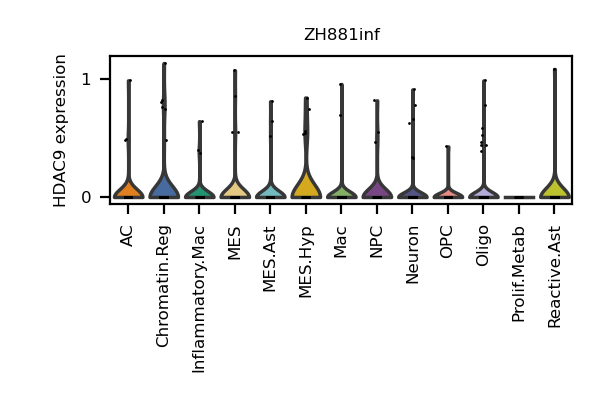 ZH881inf
HDAC9 expression
1
0
AC
Chromatin.Reg
Inflammatory.Mac
MES
MES.Ast
MES.Hyp
Mac
NPC
Neuron
OPC
Oligo
Prolif.Metab
Reactive.Ast